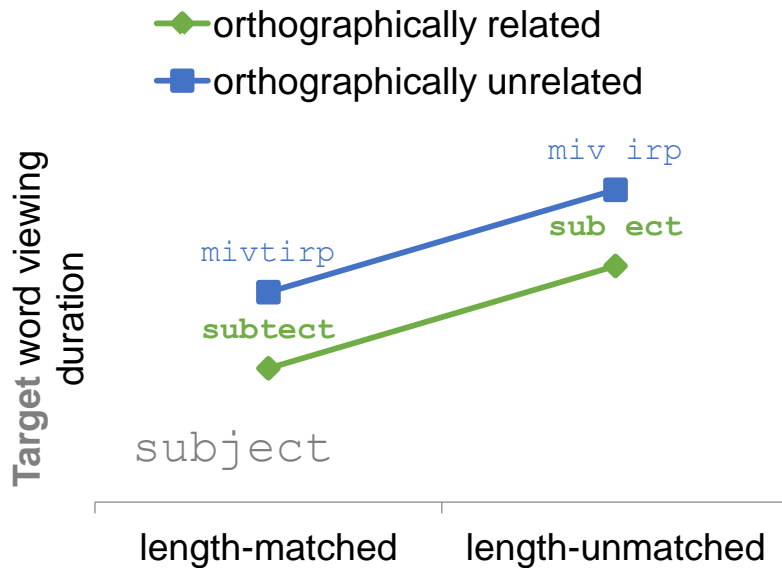 orthographically related
orthographically unrelated
miv irp
sub ect
mivtirp
subtect
Target word viewing
duration
subject
length-matched
length-unmatched